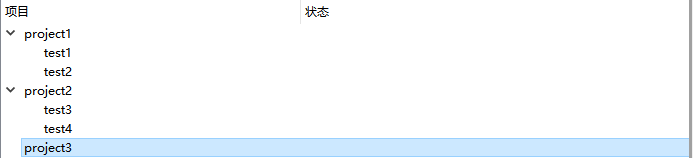 项目 状态
project1
test1
test2
project2
test3
test4
project3